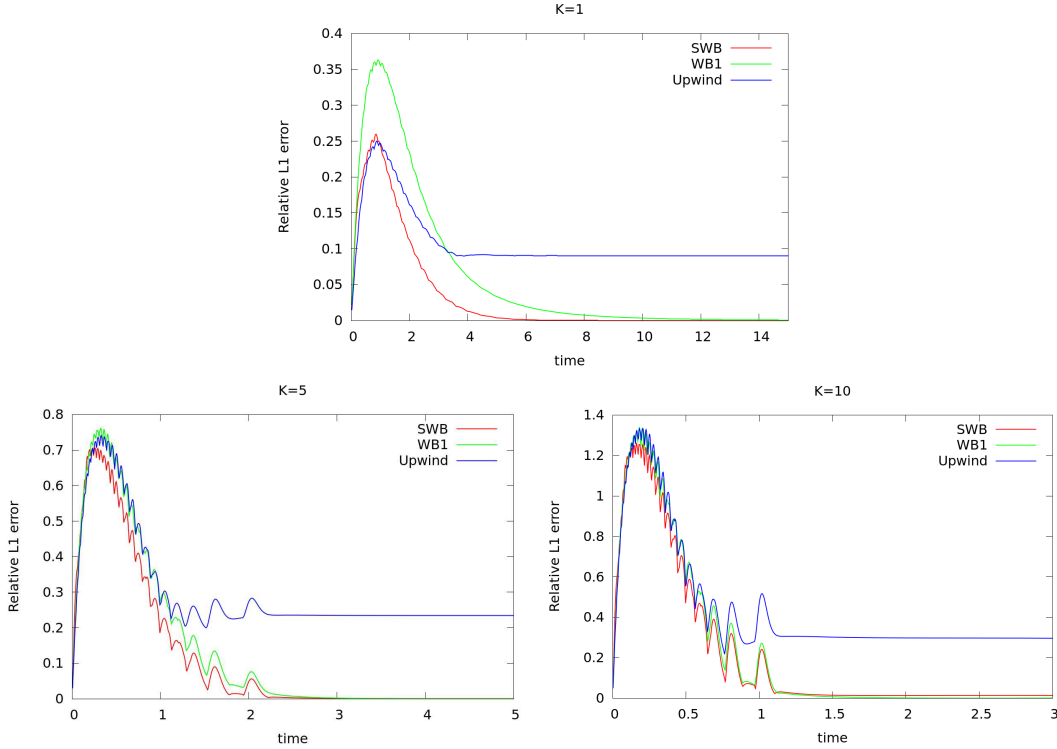 K=1
0.4
0.35
0.3
0.25
0.2
0.15
0.1
0.05
0
Relative L1 error
SWB
WB1
Upwind
0 2 4 6 8 10 12 14
time
K=5
0.8
0.7
0.6
0.5
0.4
0.3
0.2
0.1
0
Relative L1 error
SWB
WB1
Upwind
0 1 2 3 4 5
time
K=10
1.4
1.2
1
0.8
0.6
0.4
0.2
0
Relative L1 error
SWB
WB1
Upwind
0 0.5 1 1.5 2 2.5 3
time